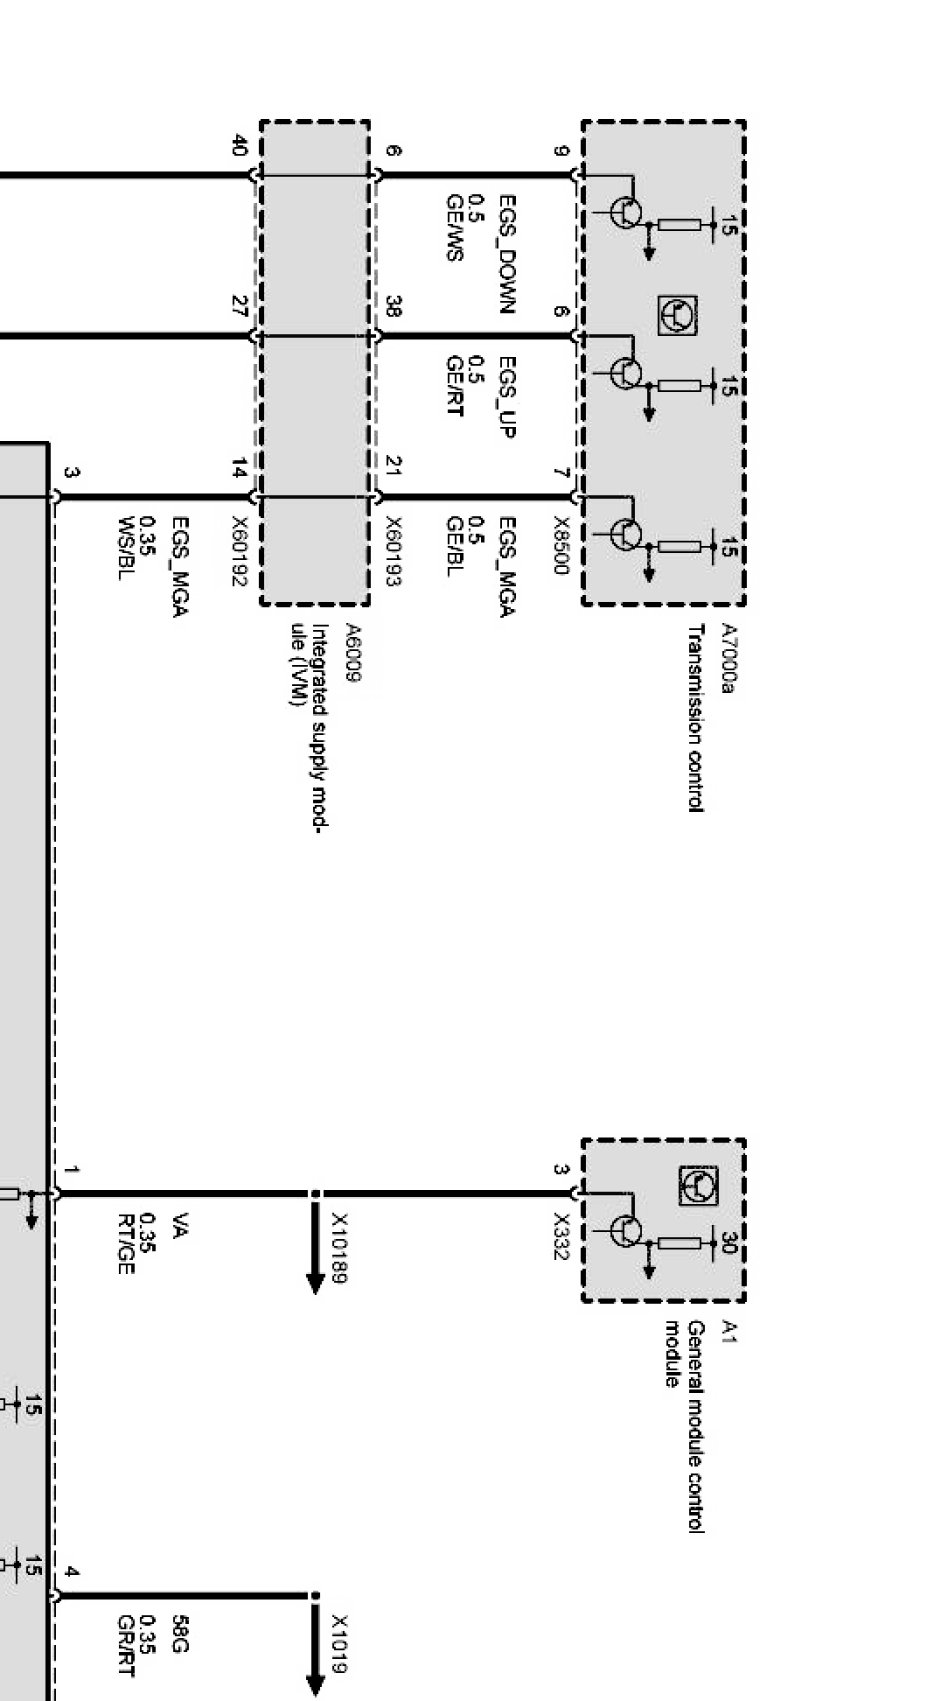 15
15
15
A7000a
Transmission control
30
A1
General module control
module
9
6
7
X8500
3
X332
EGS_DOWN
0.5
GE/WS
EGS_UP
0.5
GE/RT
EGS_MGA
0.5
GE/BL
6
38
21
X60193
A6009
Integrated supply mod-
ule (IVM)
X10189
X1019
40
27
14
X60192
EGS_MGA
0.35
WS/BL
VA
0.35
RT/GE
58G
0.35
GR/RT
3
1
4
15
15